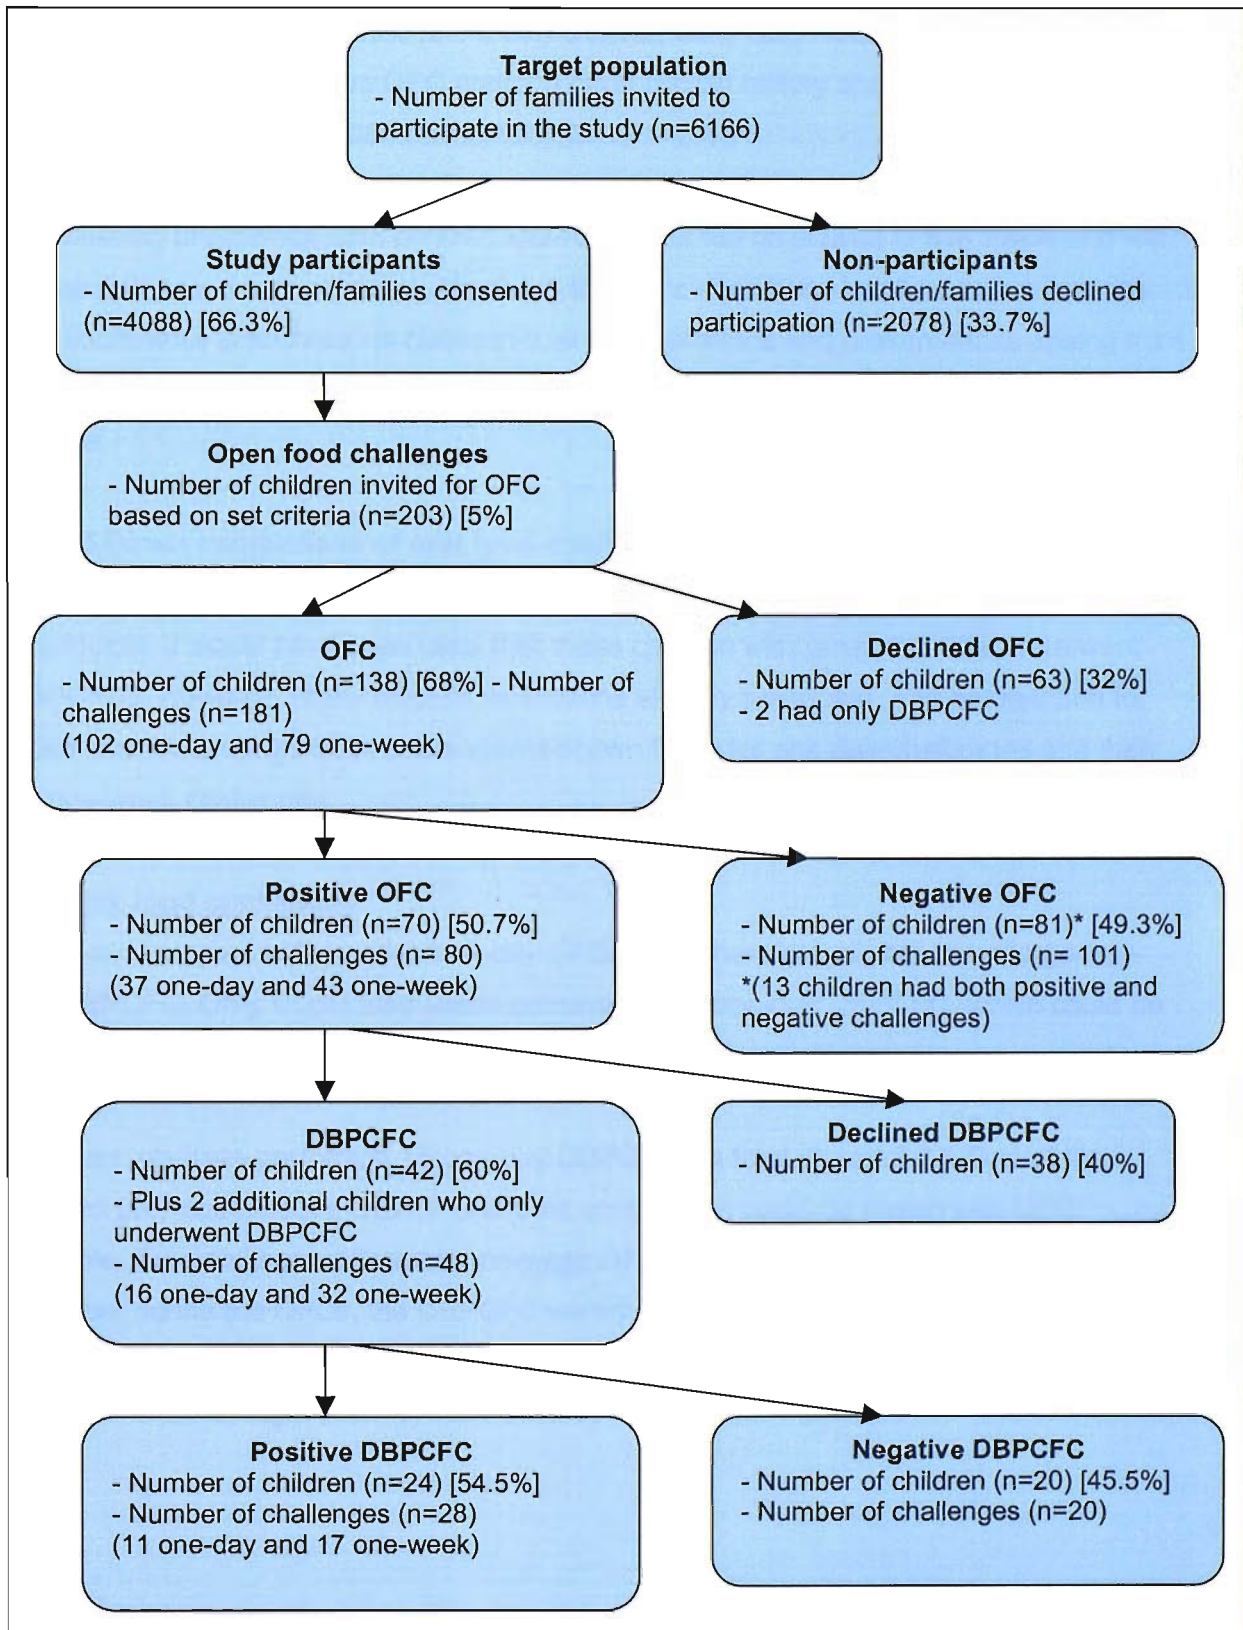 Target population
- Number of families invited to
participate in the study (n=6166)
Study participants
- Number of children/families consented
(n=4088) [66.3%]
Non-participants
- Number of children/families declined
participation (n=2078) [33.7%]
Open food challenges
- Number of children invited for OFC
based on set criteria (n=203) [5%]
OFC
- Number of children (n=138) [68%] - Number of
challenges (n=181)
(102 one-day and 79 one-week)
Declined OFC
- Number of children (n=63) [32%]
- 2 had only DBPCFC
Positive OFC
- Number of children (n=70) [50.7%]
- Number of challenges (n= 80)
(37 one-day and 43 one-week)
Negative OFC
- Number of children (n=81)* [49.3%]
- Number of challenges (n= 101)
*(13 children had both positive and
negative challenges)
DBPCFC
- Number of children (n=42) [60%]
- Plus 2 additional children who only
underwent DBPCFC
- Number of challenges (n=48)
(16 one-day and 32 one-week)
Declined DBPCFC
- Number of children (n=38) [40%]
Positive DBPCFC
- Number of children (n=24) [54.5%]
- Number of challenges (n=28)
(11 one-day and 17 one-week)
Negative DBPCFC
- Number of children (n=20) [45.5%]
- Number of challenges (n=20)